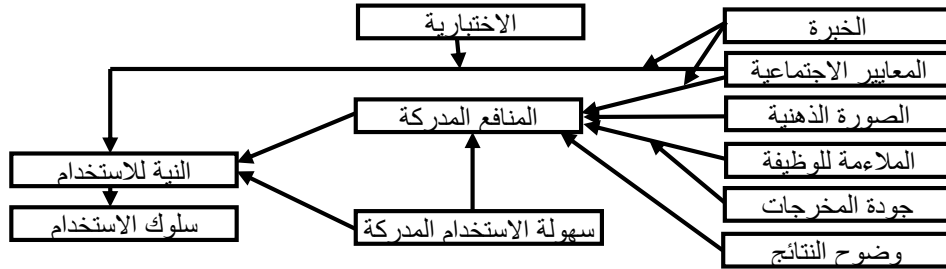 الاختبارية
الخبرة
المعايير الاجتماعية
المنافع المدركة
الصورة الذهنية
النية للاستخدام
الملاءمة للوظيفة
سلوك الاستخدام
سهولة الاستخدام المدركة
جودة المخرجات
وضوح النتائج